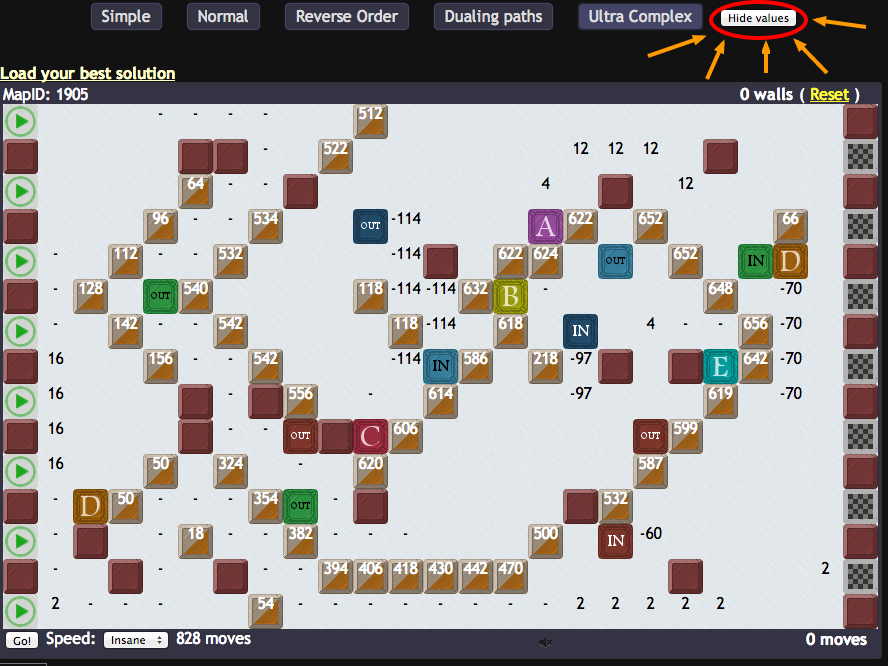 Simple Normal Reverse Order Dualing paths Ultra Complex Hide values
Load your best solution
MapID: 1905 0 walls ( Reset )
- - - - 512
- 522 12 12 12
64 - - 4 12
96 - - 534 OUT -114 A 622 652 66
- 112 - - 532 -114 622 624 OUT 652 IN D
- 128 OUT 540 118 -114 -114 632 B - 648 -70
- 142 - 542 118 -114 618 IN 4 - - 656 -70
16 156 - - 542 -114 IN 586 218 -97 E 642 -70
16 - 556 - 614 -97 619 -70
16 - - OUT C 606 OUT 599
16 50 324 - 620 587
- D 50 - - 354 OUT - 532
- - 18 - 382 - - - 500 IN -60
- - - 394 406 418 430 442 470 2
2 - - - 54 - - - - - - - - 2 2 2 2 2
Go! Speed: Insane 828 moves 0 moves